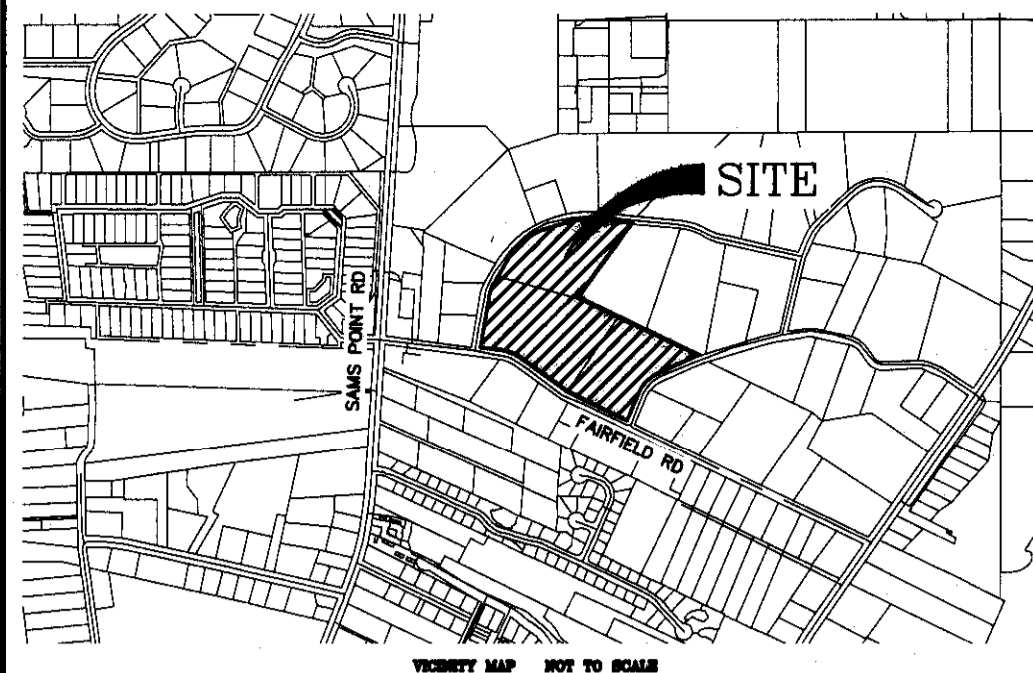 SITE
SAMS POINT RD
FAIRFIELD RD
VICINITY MAP NOT TO SCALE